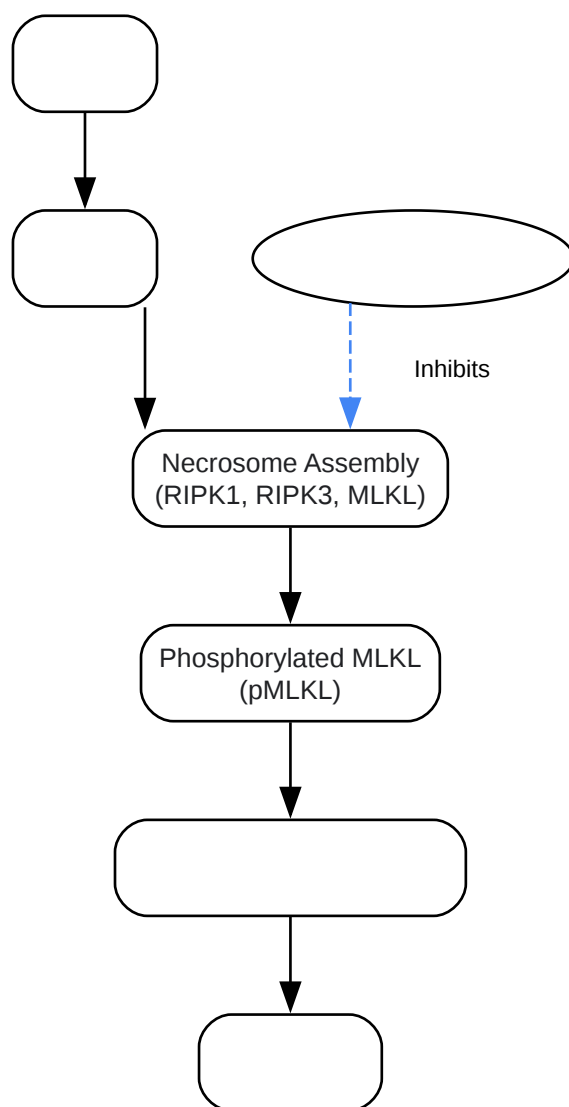 Inhibits
Necrosome Assembly
(RIPK1, RIPK3, MLKL)
Phosphorylated MLKL
(pMLKL)